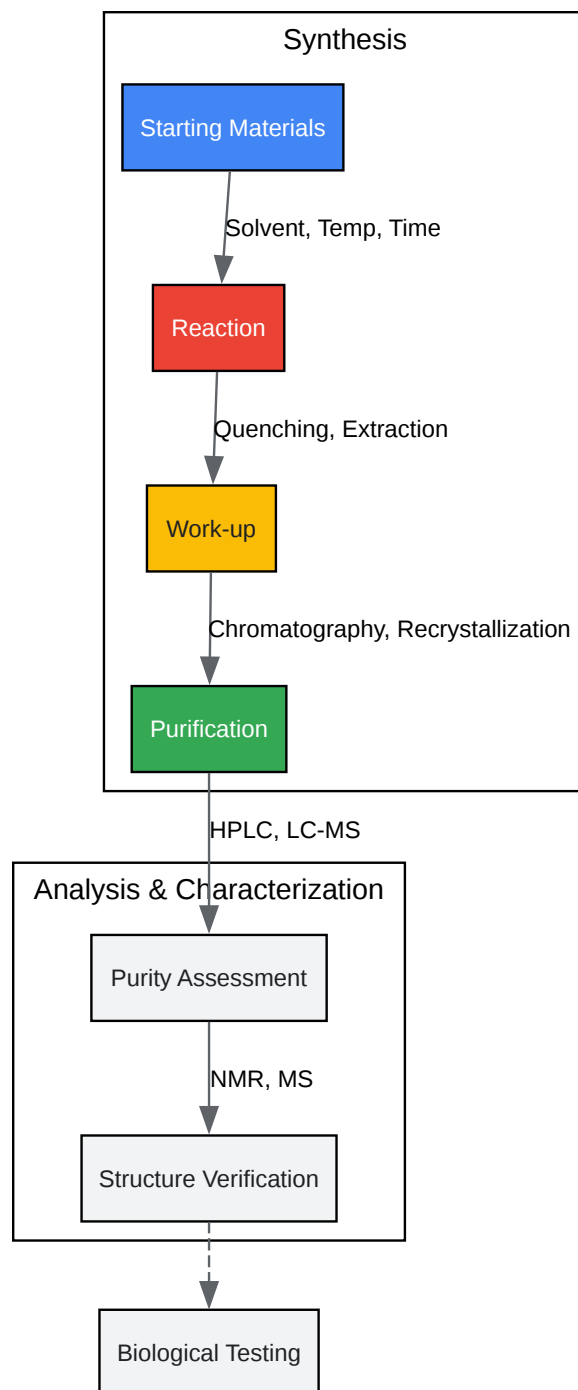 Synthesis
Starting Materials
Solvent, Temp, Time
Reaction
Quenching, Extraction
Work-up
Chromatography, Recrystallization
Purification
HPLC, LC-MS
Analysis & Characterization
Purity Assessment
NMR, MS
Structure Verification
Biological Testing